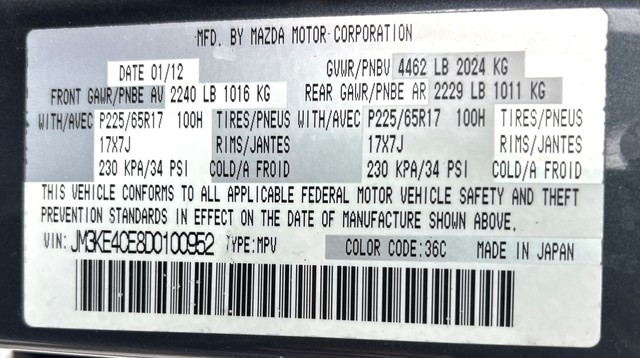 MFD. BY MAZDA MOTOR CORPORATION
DATE 01/12 GVWR/PNBV 4462 LB 2024 KG
FRONT GAWR/PNBE AV 2240 LB 1016 KG REAR GAWR/PNBE AR 2229 LB 1011 KG
WITH/AVEC P225/65R17 100H TIRES/PNEUS WITH/AVEC P225/65R17 100H TIRES/PNEUS
17X7J RIMS/JANTES 17X7J RIMS/JANTES
230 KPA/34 PSI COLD/A FROID 230 KPA/34 PSI COLD/A FROID
THIS VEHICLE CONFORMS TO ALL APPLICABLE FEDERAL MOTOR VEHICLE SAFETY AND THEFT
PREVENTION STANDARDS IN EFFECT ON THE DATE OF MANUFACTURE SHOWN ABOVE.
VIN: JM3KE4CE8D0100952 TYPE:MPV COLOR CODE:36C MADE IN JAPAN